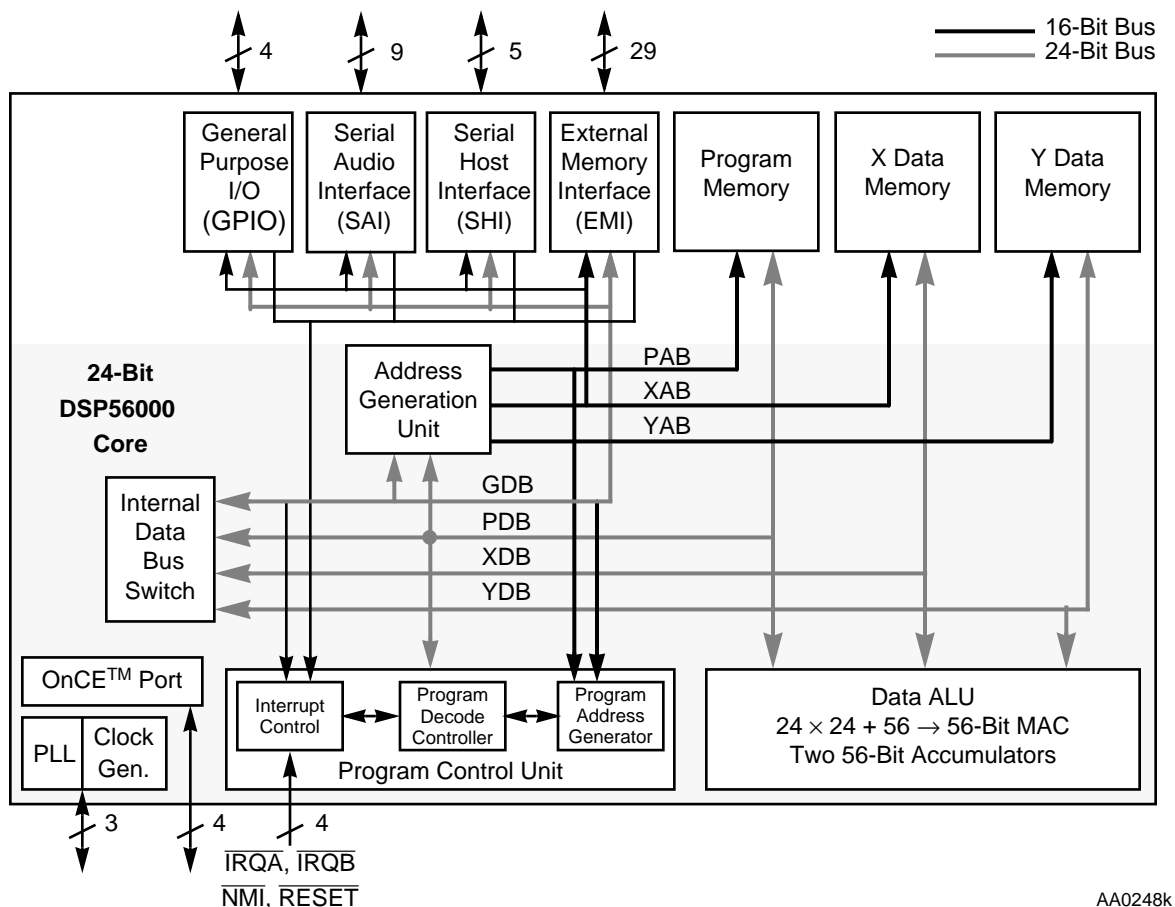 4
9
5
29
16-Bit Bus
24-Bit Bus
General
Purpose
I/O
(GPIO)
Serial
Audio
Interface
(SAI)
Serial
Host
Interface
(SHI)
External
Memory
Interface
(EMI)
Program
Memory
X Data
Memory
Y Data
Memory
24-Bit
DSP56000
Core
Address
Generation
Unit
PAB
XAB
YAB
Internal
Data
Bus
Switch
GDB
PDB
XDB
YDB
OnCE™ Port
PLL
Clock
Gen.
Interrupt
Control
Program
Decode
Controller
Program
Address
Generator
Program Control Unit
Data ALU
24 × 24 + 56 → 56-Bit MAC
Two 56-Bit Accumulators
3
4
4
IRQA, IRQB
NMI, RESET
AA0248k